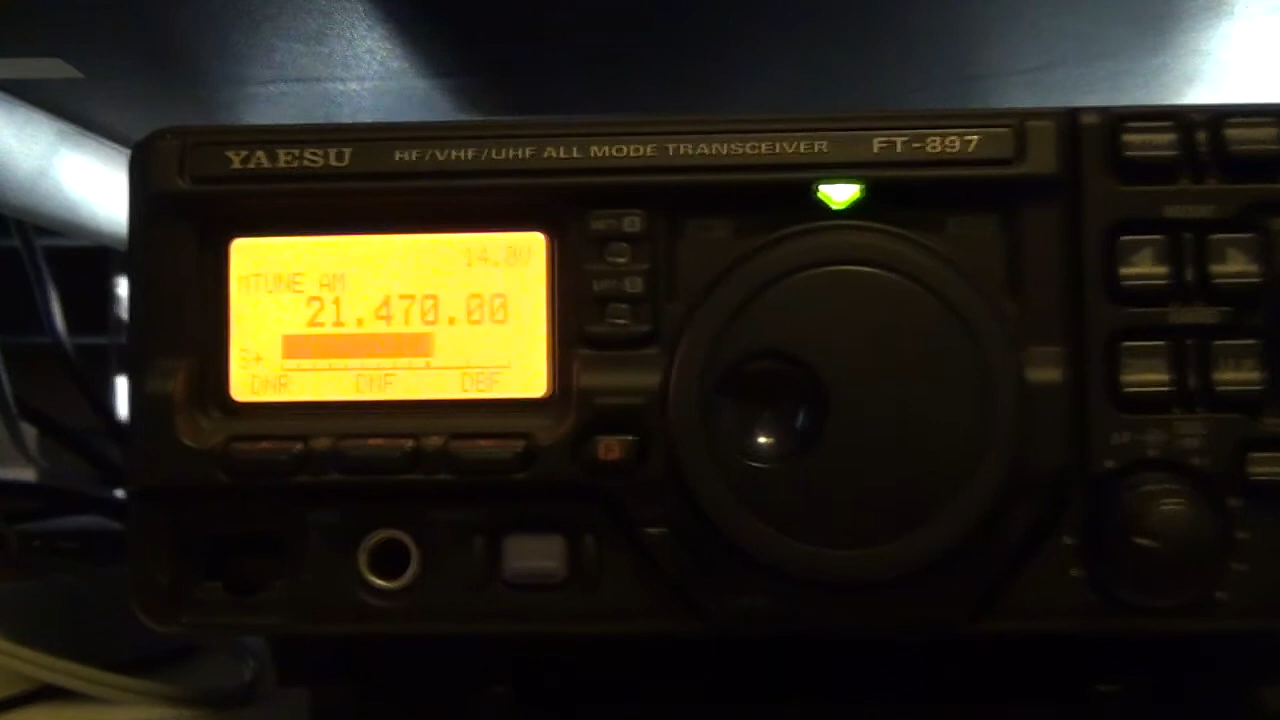 YAESU HF/VHF/UHF ALL MODE TRANSCEIVER FT-897
14.0V
MTUNE AM
21.470.00
S+
DNR DNF DBF